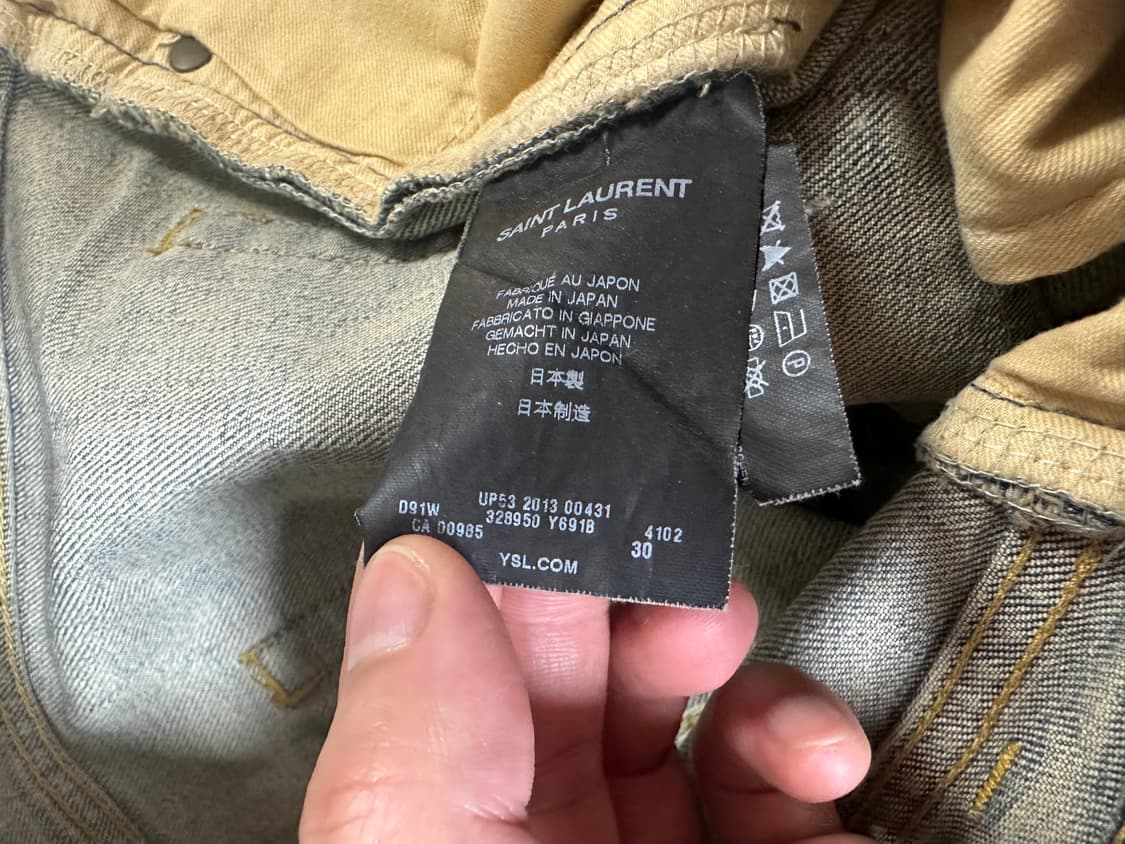 SAINT LAURENT
PARIS
FABRIQUÉ AU JAPON
MADE IN JAPAN
FABBRICATO IN GIAPPONE
GEMACHT IN JAPAN
HECHO EN JAPON
日本製
日本制造
D91W UP53 2013 00431
CA 00985 328950 Y691B 4102
30
YSL.COM
P